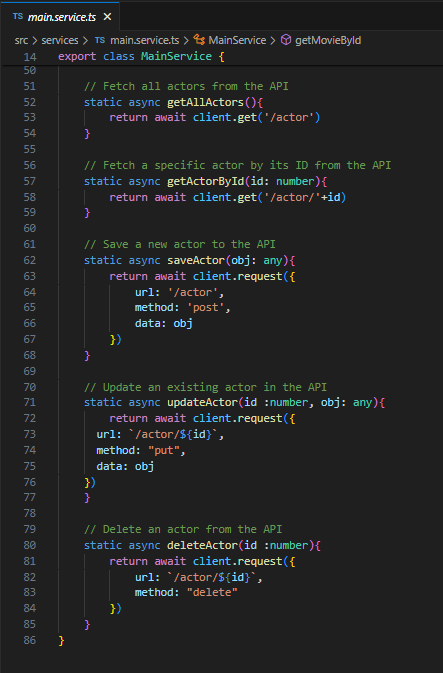 TS main.service.ts ×
src > services > TS main.service.ts > MainService > getMovieById
14 export class MainService {
50
51 // Fetch all actors from the API
52 static async getAllActors(){
53 return await client.get('/actor')
54 }
55
56 // Fetch a specific actor by its ID from the API
57 static async getActorById(id: number){
58 return await client.get('/actor/'+id)
59 }
60
61 // Save a new actor to the API
62 static async saveActor(obj: any){
63 return await client.request({
64 url: '/actor',
65 method: 'post',
66 data: obj
67 })
68 }
69
70 // Update an existing actor in the API
71 static async updateActor(id :number, obj: any){
72 return await client.request({
73 url: `/actor/${id}`,
74 method: "put",
75 data: obj
76 })
77 }
78
79 // Delete an actor from the API
80 static async deleteActor(id :number){
81 return await client.request({
82 url: `/actor/${id}`,
83 method: "delete"
84 })
85 }
86 }